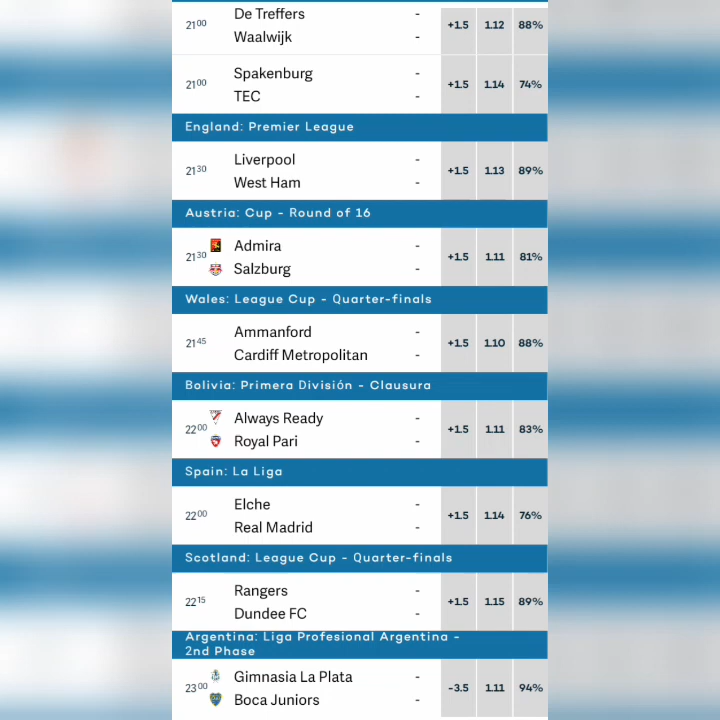 21⁰⁰ De Treffers - +1.5 1.12 88%
Waalwijk -
21⁰⁰ Spakenburg - +1.5 1.14 74%
TEC -
England: Premier League
21³⁰ Liverpool - +1.5 1.13 89%
West Ham -
Austria: Cup - Round of 16
21³⁰ Admira - +1.5 1.11 81%
Salzburg -
Wales: League Cup - Quarter-finals
21⁴⁵ Ammanford - +1.5 1.10 88%
Cardiff Metropolitan -
Bolivia: Primera División - Clausura
22⁰⁰ Always Ready - +1.5 1.11 83%
Royal Pari -
Spain: La Liga
22⁰⁰ Elche - +1.5 1.14 76%
Real Madrid -
Scotland: League Cup - Quarter-finals
22¹⁵ Rangers - +1.5 1.15 89%
Dundee FC -
Argentina: Liga Profesional Argentina -
2nd Phase
23⁰⁰ Gimnasia La Plata - -3.5 1.11 94%
Boca Juniors -